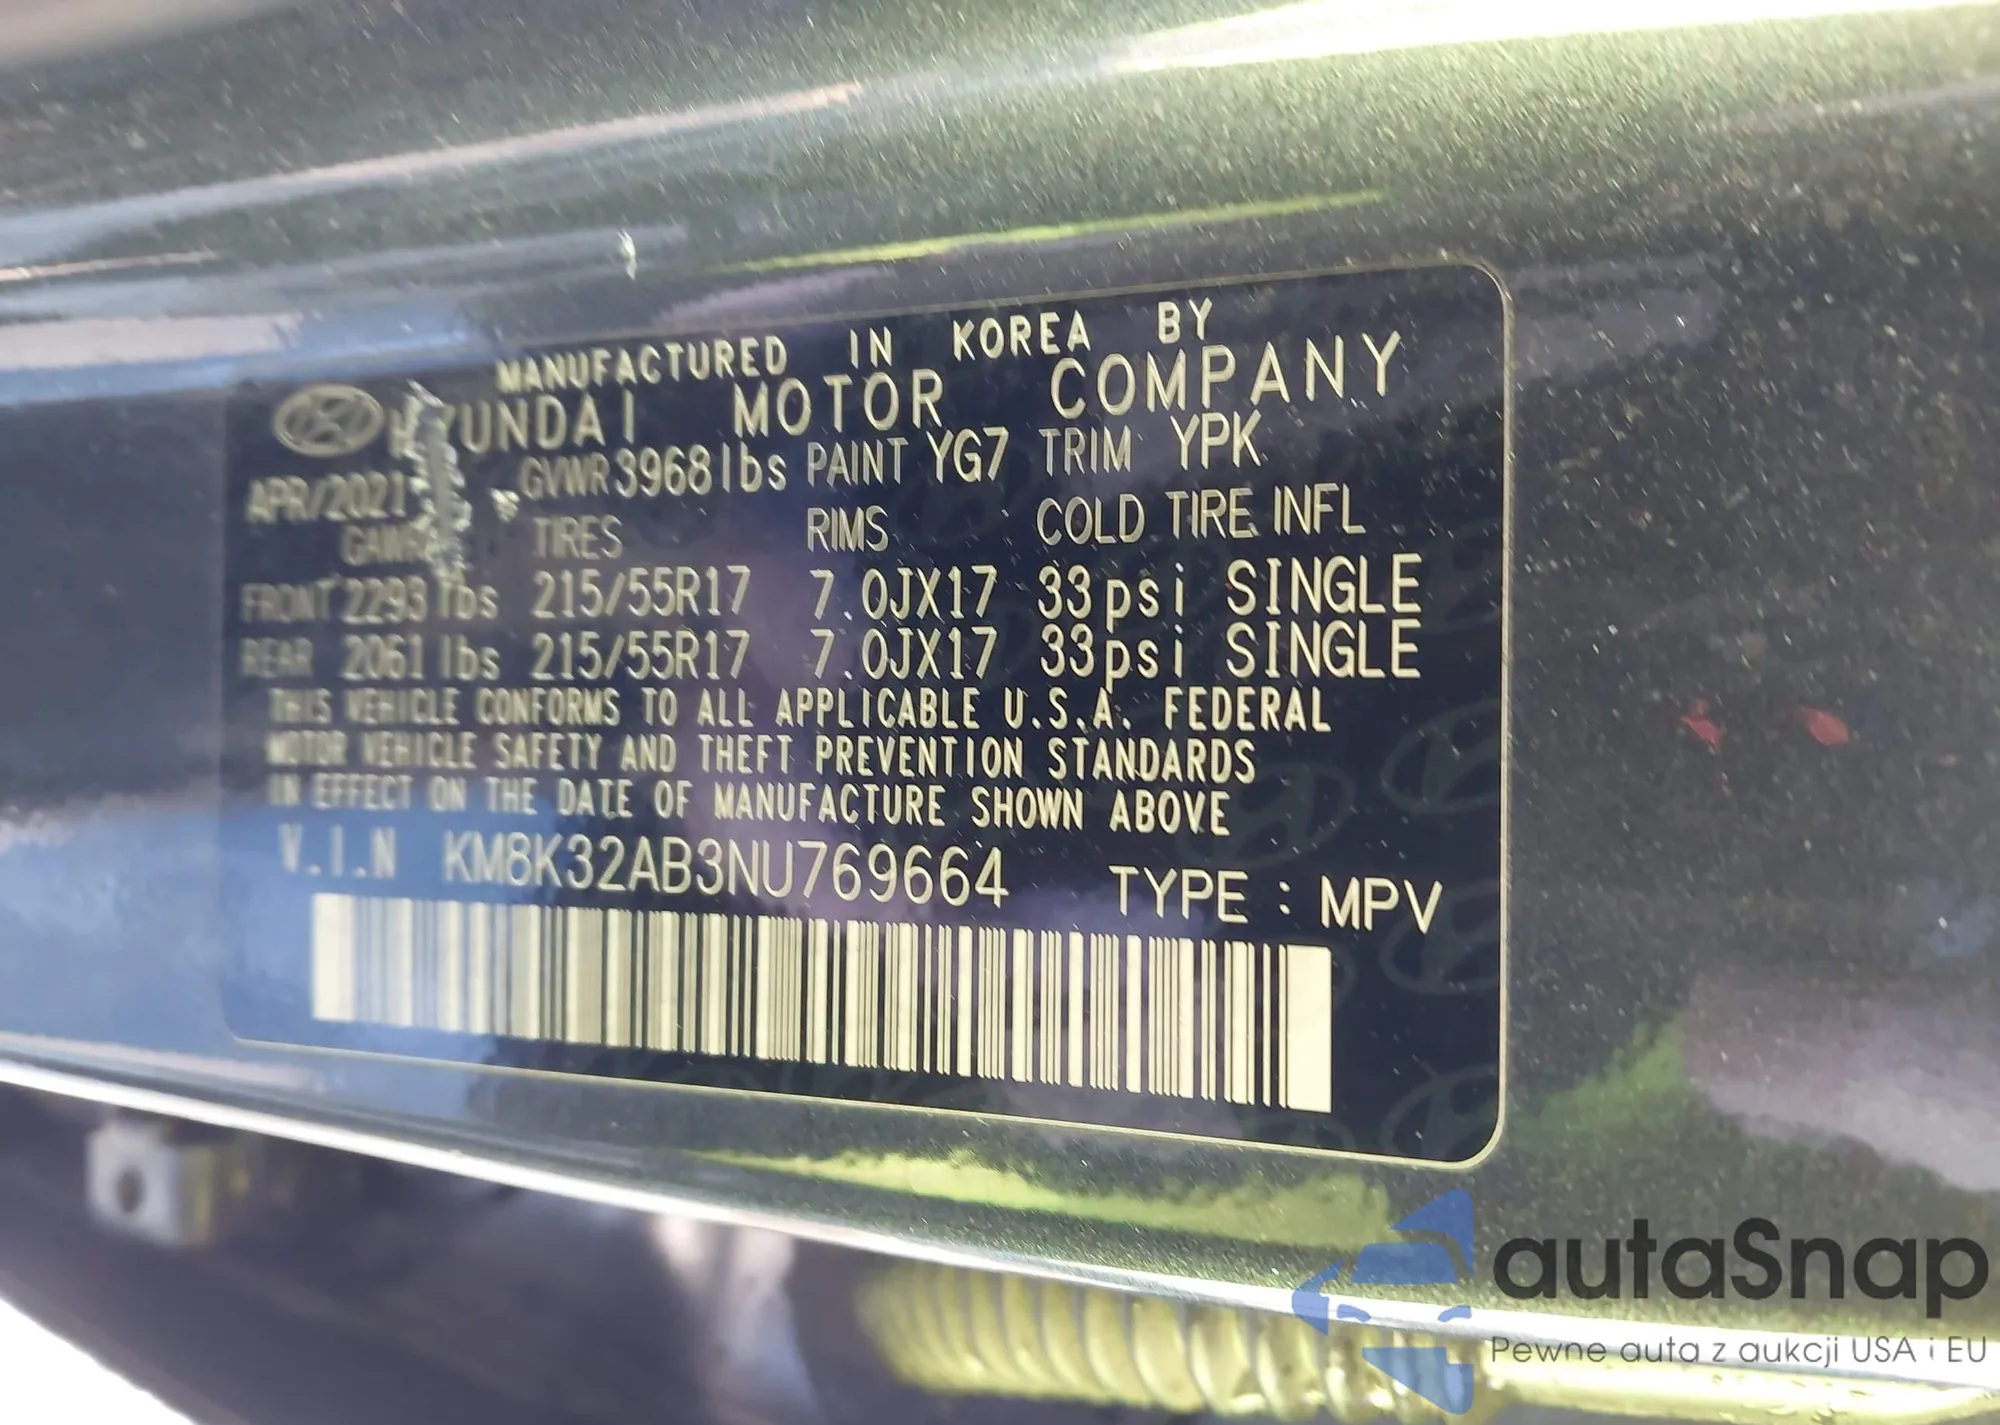 MANUFACTURED IN KOREA BY
HYUNDAI MOTOR COMPANY
APR/2021 GVWR 3968 lbs PAINT YG7 TRIM YPK
GAWR TIRES RIMS COLD TIRE INFL
FRONT 2293 lbs 215/55R17 7.0JX17 33psi SINGLE
REAR 2061 lbs 215/55R17 7.0JX17 33psi SINGLE
THIS VEHICLE CONFORMS TO ALL APPLICABLE U.S.A. FEDERAL
MOTOR VEHICLE SAFETY AND THEFT PREVENTION STANDARDS
IN EFFECT ON THE DATE OF MANUFACTURE SHOWN ABOVE
V.I.N KM8K32AB3NU769664 TYPE : MPV
autaSnap
Pewne auta z aukcji USA i EU